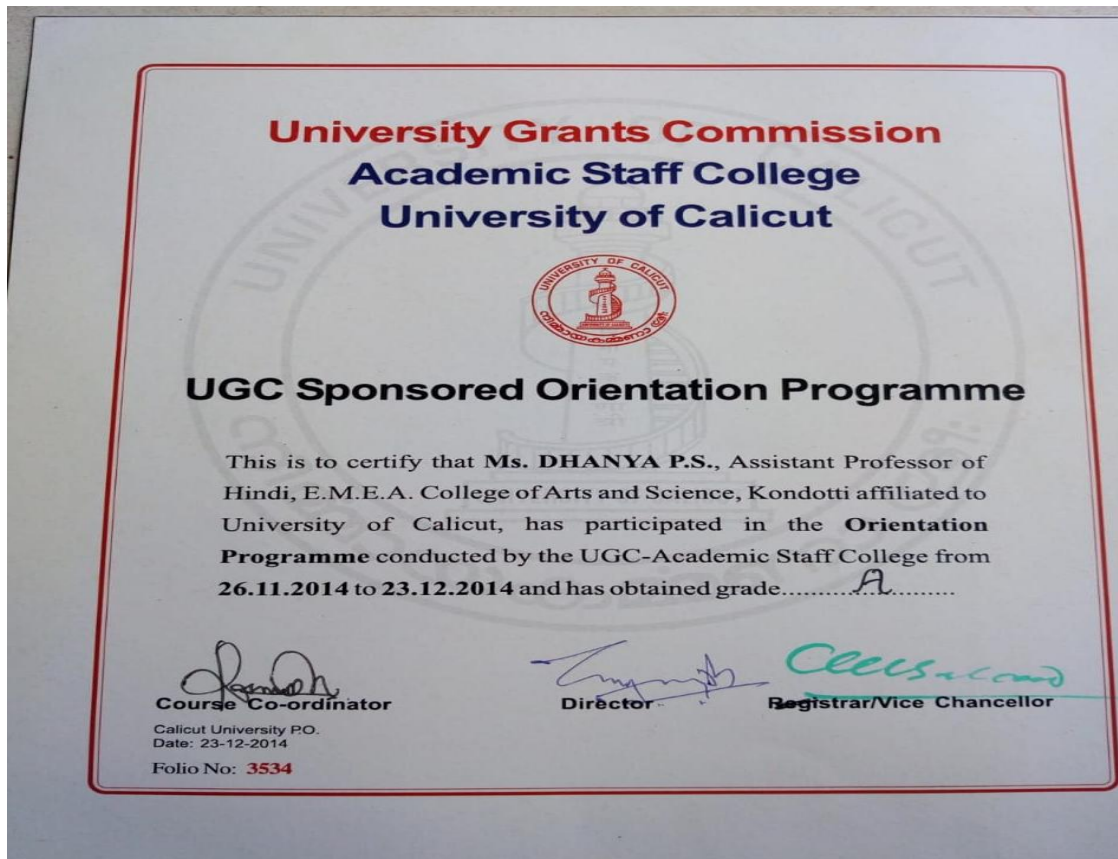 University Grants Commission
Academic Staff College
University of Calicut
UNIVERSITY OF CALICUT
UGC Sponsored Orientation Programme
This is to certify that Ms. DHANYA P.S., Assistant Professor of
Hindi, E.M.E.A. College of Arts and Science, Kondotti affiliated to
University of Calicut, has participated in the Orientation
Programme conducted by the UGC-Academic Staff College from
26.11.2014 to 23.12.2014 and has obtained grade..........A..........
Course Co-ordinator
Director
Registrar/Vice Chancellor
Calicut University P.O.
Date: 23-12-2014
Folio No: 3534